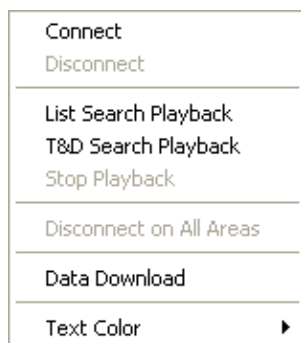 Connect
Disconnect
List Search Playback
T&D Search Playback
Stop Playback
Disconnect on All Areas
Data Download
Text Color